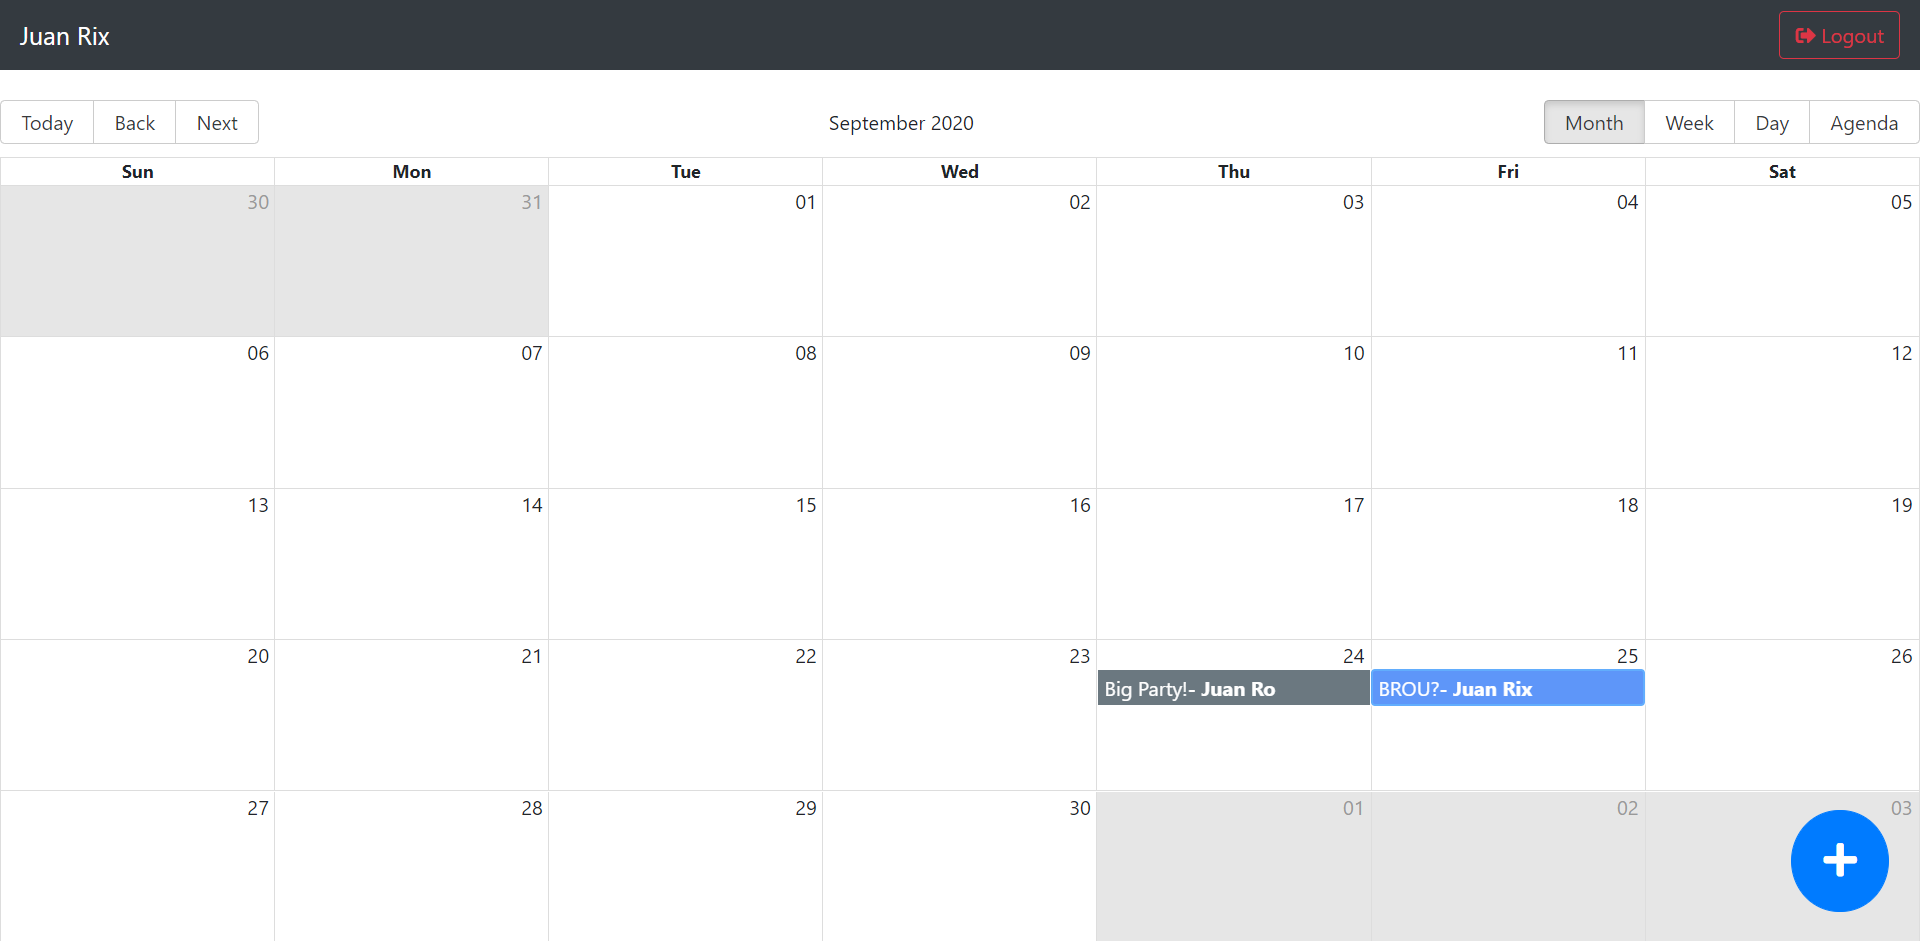 Juan Rix Logout
Today Back Next September 2020 Month Week Day Agenda
Sun Mon Tue Wed Thu Fri Sat
30 31 01 02 03 04 05
06 07 08 09 10 11 12
13 14 15 16 17 18 19
20 21 22 23 24 25 26
Big Party!- Juan Ro BROU?- Juan Rix
27 28 29 30 01 02 03